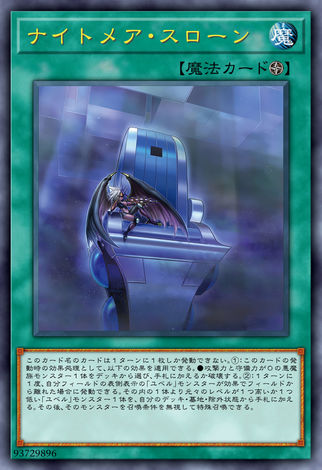 ナイトメア・スローン
魔
【魔法カード】
このカード名のカードは1ターンに1枚しか発動できない。①:このカードの発
動時の効果処理として、以下の効果を適用できる。●攻撃力と守備力が0の悪魔
族モンスター1体をデッキから選び、手札に加えるか破壊する。②:1ターンに
1度、自分フィールドの表側表示の「ユベル」モンスターが効果でフィールドか
ら離れた場合に発動できる。その内の1体より元々のレベルが1つ高いか1つ
低い「ユベル」モンスター1体を、自分のデッキ・墓地・除外状態から手札に加え
る。その後、そのモンスターを召喚条件を無視して特殊召喚できる。
93729896